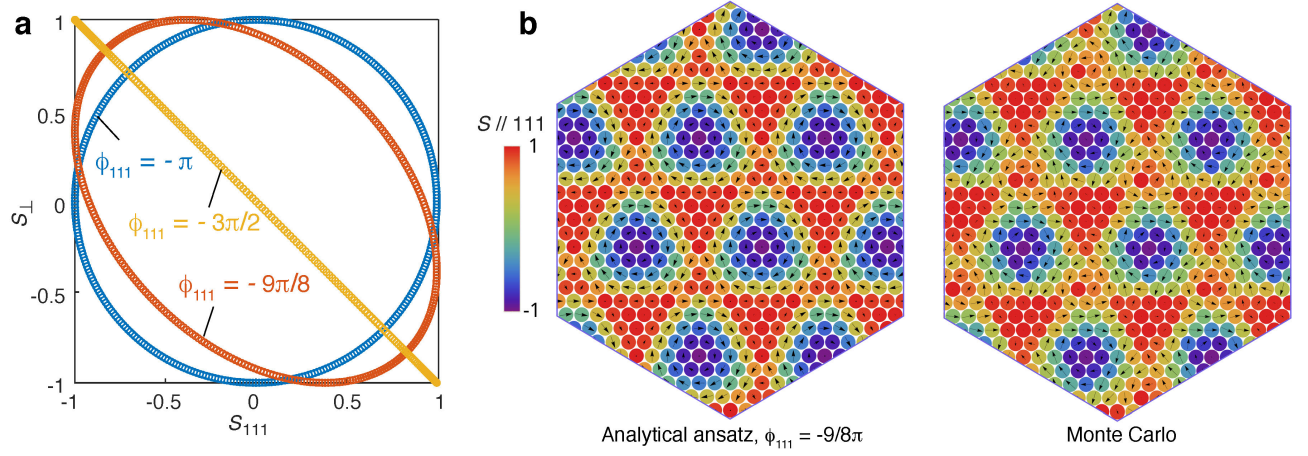 a
1
0.5
0
-0.5
-1
S⊥
ϕ111 = - π
ϕ111 = - 3π/2
ϕ111 = - 9π/8
-1
-0.5
0
0.5
1
S111
b
S // 111
1
-1
Analytical ansatz, ϕ111 = -9/8π
Monte Carlo